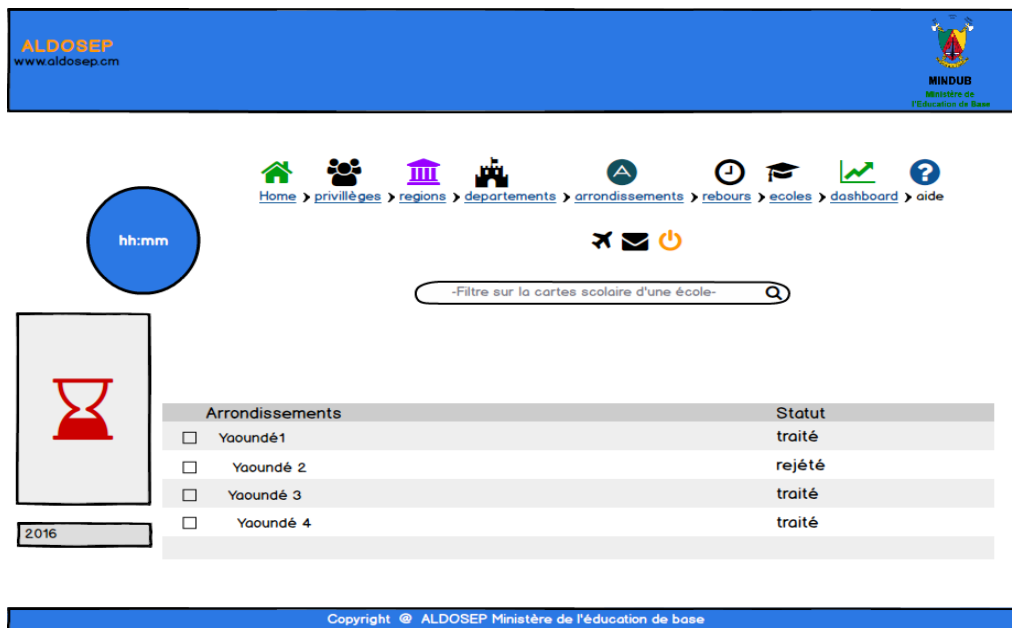 ALDOSEP
www.aldosep.cm
MINDUB
Ministère de
l'Education de Base
Home privillèges regions departements arrondissements rebours ecoles dashboard aide
hh:mm
-Filtre sur la cartes scolaire d'une école-
Arrondissements Statut
Yaoundé1 traité
Yaoundé 2 rejété
Yaoundé 3 traité
Yaoundé 4 traité
2016
Copyright @ ALDOSEP Ministère de l'éducation de base